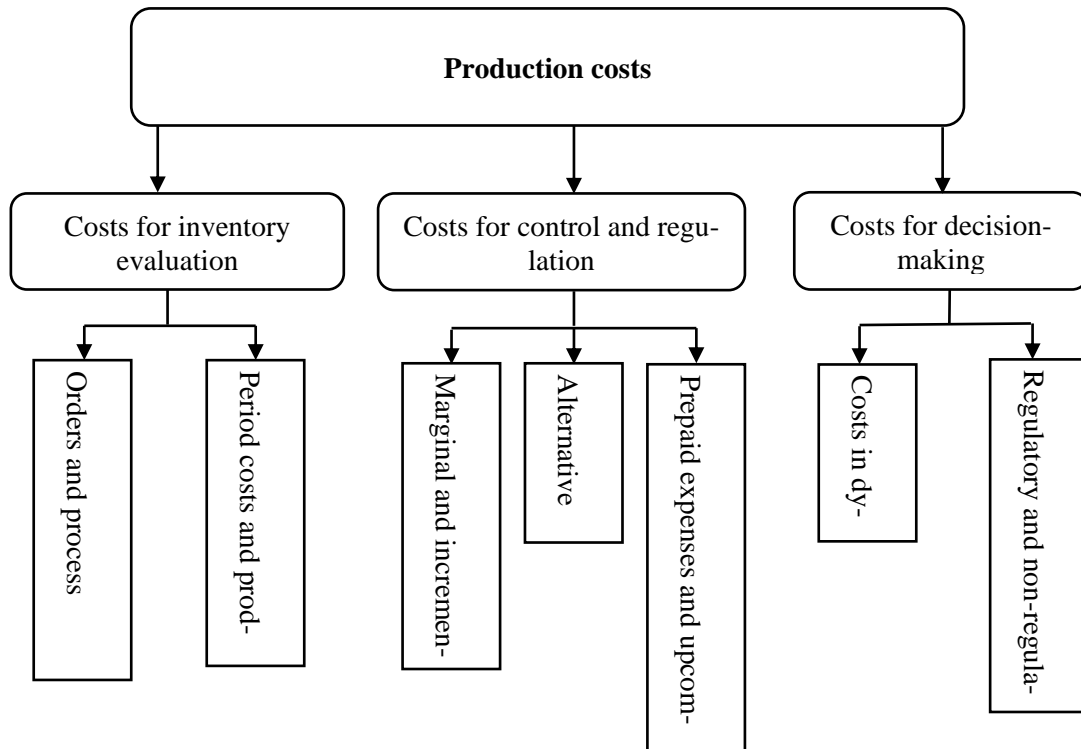 Production costs
Costs for inventory
evaluation
Costs for control and regu-
lation
Costs for decision-
making
Orders and process
Period costs and prod-
Marginal and incremen-
Alternative
Prepaid expenses and upcom-
Costs in dy-
Regulatory and non-regula-